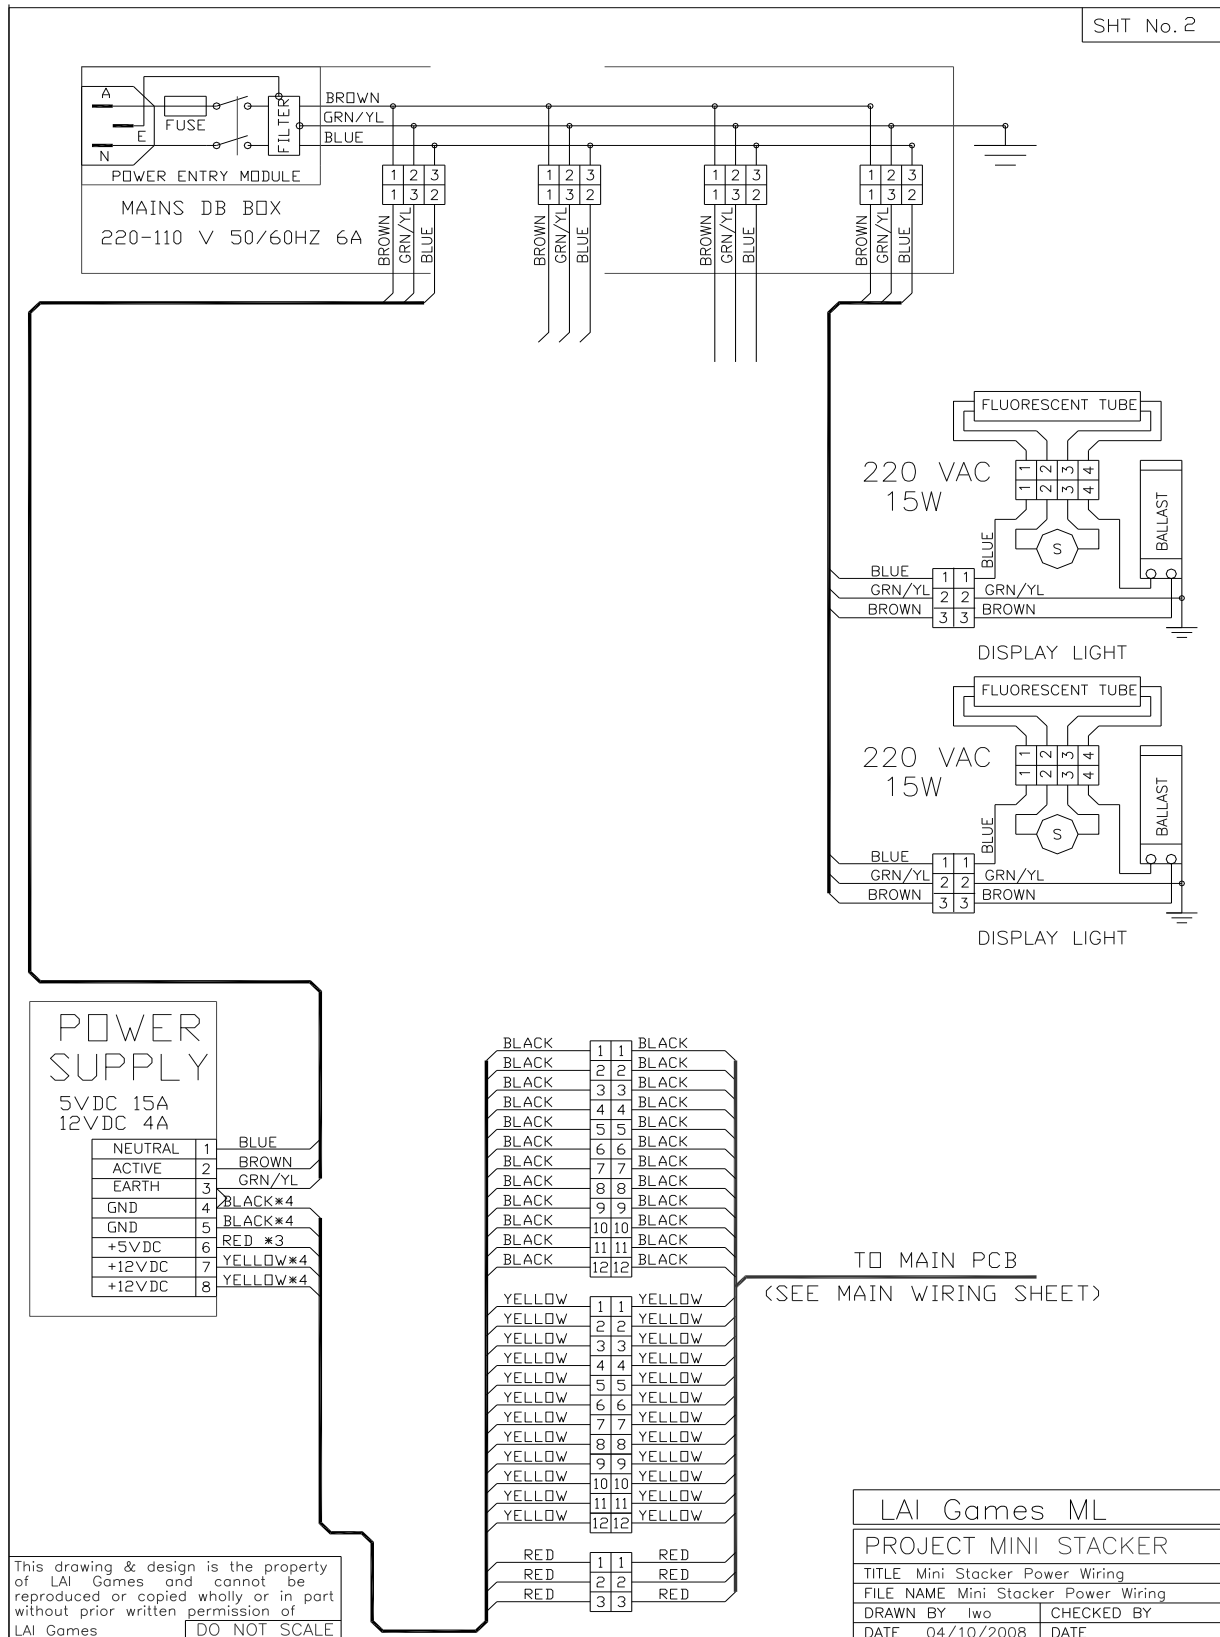 SHT No. 2
A
E
N
FUSE
FILTER
BROWN
GRN/YL
BLUE
POWER ENTRY MODULE
MAINS DB BOX
220-110 V 50/60HZ 6A
1 2 3
1 3 2
BROWN
GRN/YL
BLUE
1 2 3
1 3 2
BROWN
GRN/YL
BLUE
1 2 3
1 3 2
BROWN
GRN/YL
BLUE
1 2 3
1 3 2
BROWN
GRN/YL
BLUE
FLUORESCENT TUBE
220 VAC
15W
1 2 3 4
1 2 3 4
S
BALLAST
BLUE
BLUE 1 1
GRN/YL 2 2 GRN/YL
BROWN 3 3 BROWN
DISPLAY LIGHT
FLUORESCENT TUBE
220 VAC
15W
1 2 3 4
1 2 3 4
S
BALLAST
BLUE
BLUE 1 1
GRN/YL 2 2 GRN/YL
BROWN 3 3 BROWN
DISPLAY LIGHT
POWER
SUPPLY
5VDC 15A
12VDC 4A
NEUTRAL 1 BLUE
ACTIVE 2 BROWN
EARTH 3 GRN/YL
GND 4 BLACK*4
GND 5 BLACK*4
+5VDC 6 RED *3
+12VDC 7 YELLOW*4
+12VDC 8 YELLOW*4
BLACK 1 1 BLACK
BLACK 2 2 BLACK
BLACK 3 3 BLACK
BLACK 4 4 BLACK
BLACK 5 5 BLACK
BLACK 6 6 BLACK
BLACK 7 7 BLACK
BLACK 8 8 BLACK
BLACK 9 9 BLACK
BLACK 10 10 BLACK
BLACK 11 11 BLACK
BLACK 12 12 BLACK
YELLOW 1 1 YELLOW
YELLOW 2 2 YELLOW
YELLOW 3 3 YELLOW
YELLOW 4 4 YELLOW
YELLOW 5 5 YELLOW
YELLOW 6 6 YELLOW
YELLOW 7 7 YELLOW
YELLOW 8 8 YELLOW
YELLOW 9 9 YELLOW
YELLOW 10 10 YELLOW
YELLOW 11 11 YELLOW
YELLOW 12 12 YELLOW
RED 1 1 RED
RED 2 2 RED
RED 3 3 RED
TO MAIN PCB
(SEE MAIN WIRING SHEET)
This drawing & design is the property
of LAI Games and cannot be
reproduced or copied wholly or in part
without prior written permission of
LAI Games
DO NOT SCALE
LAI Games ML
PROJECT MINI STACKER
TITLE Mini Stacker Power Wiring
FILE NAME Mini Stacker Power Wiring
DRAWN BY Iwo CHECKED BY
DATE 04/10/2008 DATE